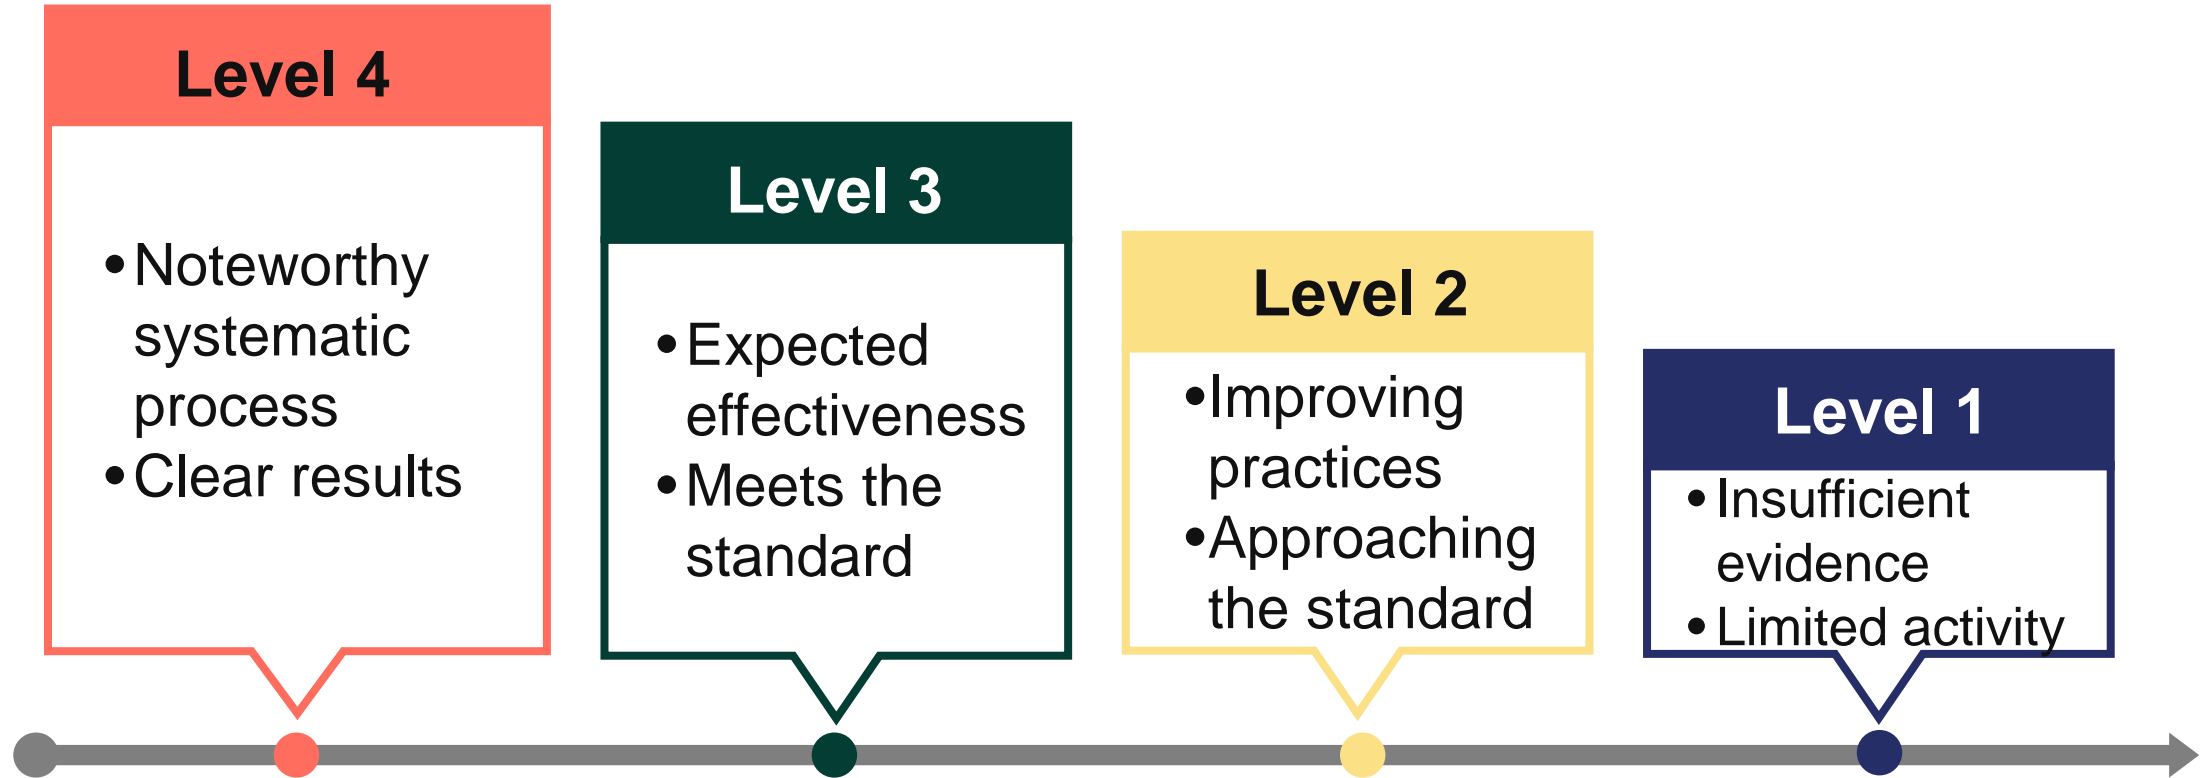 Level 4
•Noteworthy
systematic
process
•Clear results
Level 3
•Expected
effectiveness
•Meets the
standard
Level 2
•Improving
practices
•Approaching
the standard
Level 1
•Insufficient
evidence
•Limited activity